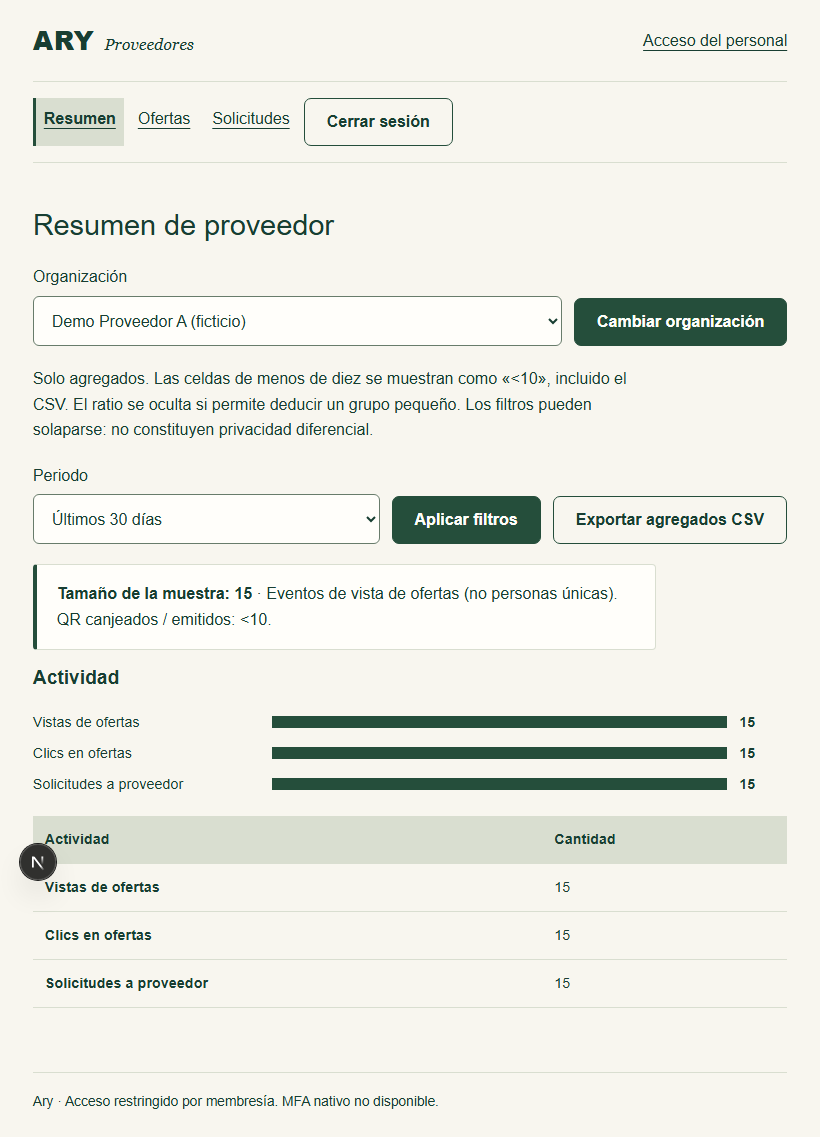 ARY Proveedores
Acceso del personal
Resumen
Ofertas
Solicitudes
Cerrar sesión
Resumen de proveedor
Organización
Demo Proveedor A (ficticio)
Cambiar organización
Solo agregados. Las celdas de menos de diez se muestran como «<10», incluido el
CSV. El ratio se oculta si permite deducir un grupo pequeño. Los filtros pueden
solaparse: no constituyen privacidad diferencial.
Periodo
Últimos 30 días
Aplicar filtros
Exportar agregados CSV
Tamaño de la muestra: 15 · Eventos de vista de ofertas (no personas únicas).
QR canjeados / emitidos: <10.
Actividad
Vistas de ofertas 15
Clics en ofertas 15
Solicitudes a proveedor 15
Actividad Cantidad
N
Vistas de ofertas 15
Clics en ofertas 15
Solicitudes a proveedor 15
Ary · Acceso restringido por membresía. MFA nativo no disponible.